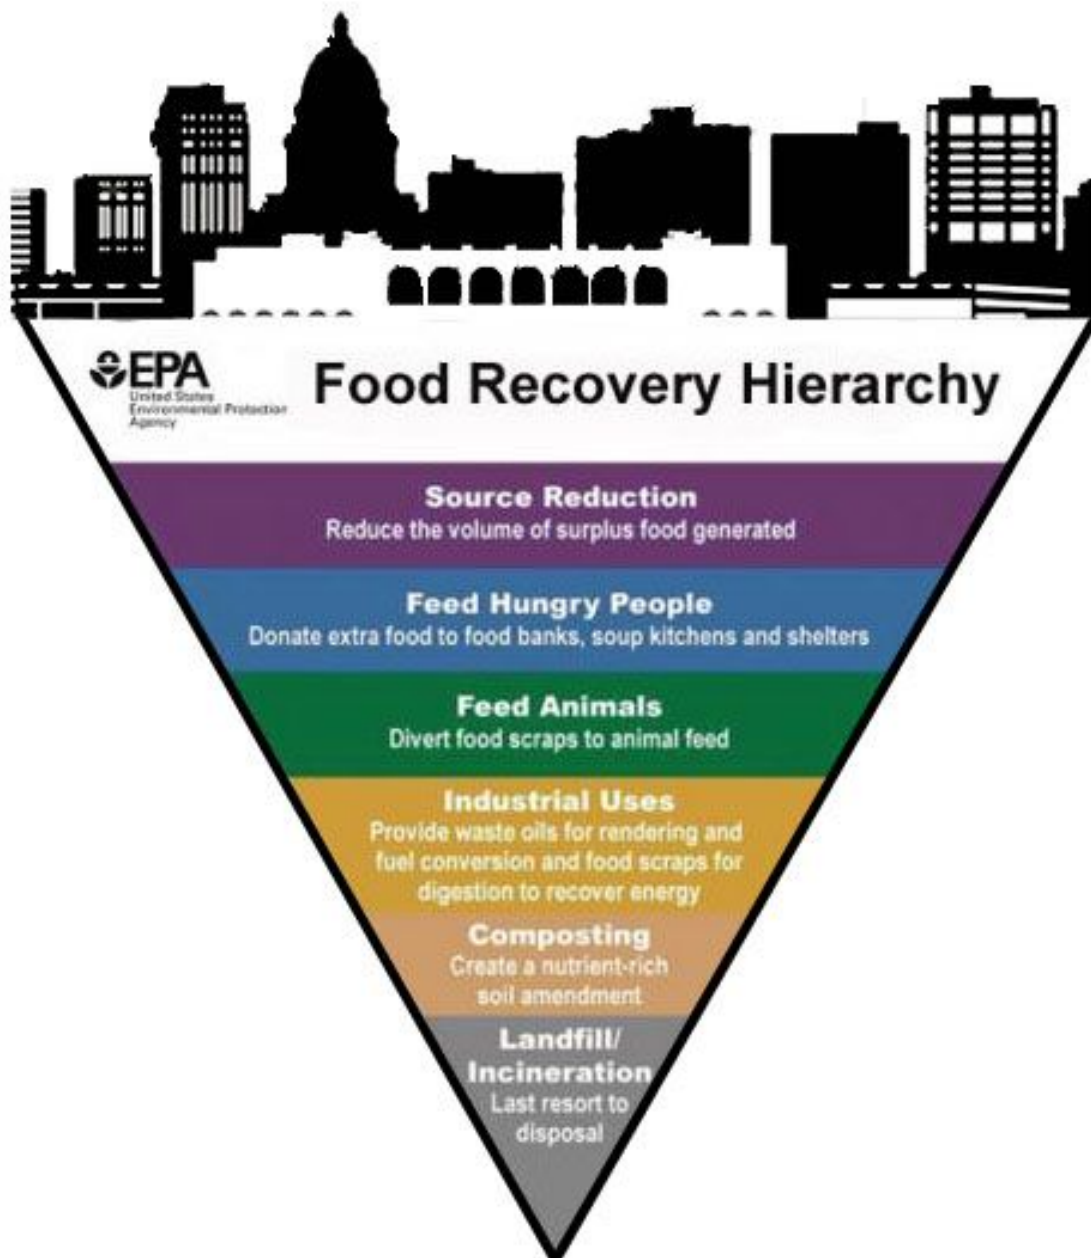 EPA
United States
Environmental Protection
Agency
Food Recovery Hierarchy
Source Reduction
Reduce the volume of surplus food generated
Feed Hungry People
Donate extra food to food banks, soup kitchens and shelters
Feed Animals
Divert food scraps to animal feed
Industrial Uses
Provide waste oils for rendering and
fuel conversion and food scraps for
digestion to recover energy
Composting
Create a nutrient-rich
soil amendment
Landfill/
Incineration
Last resort to
disposal